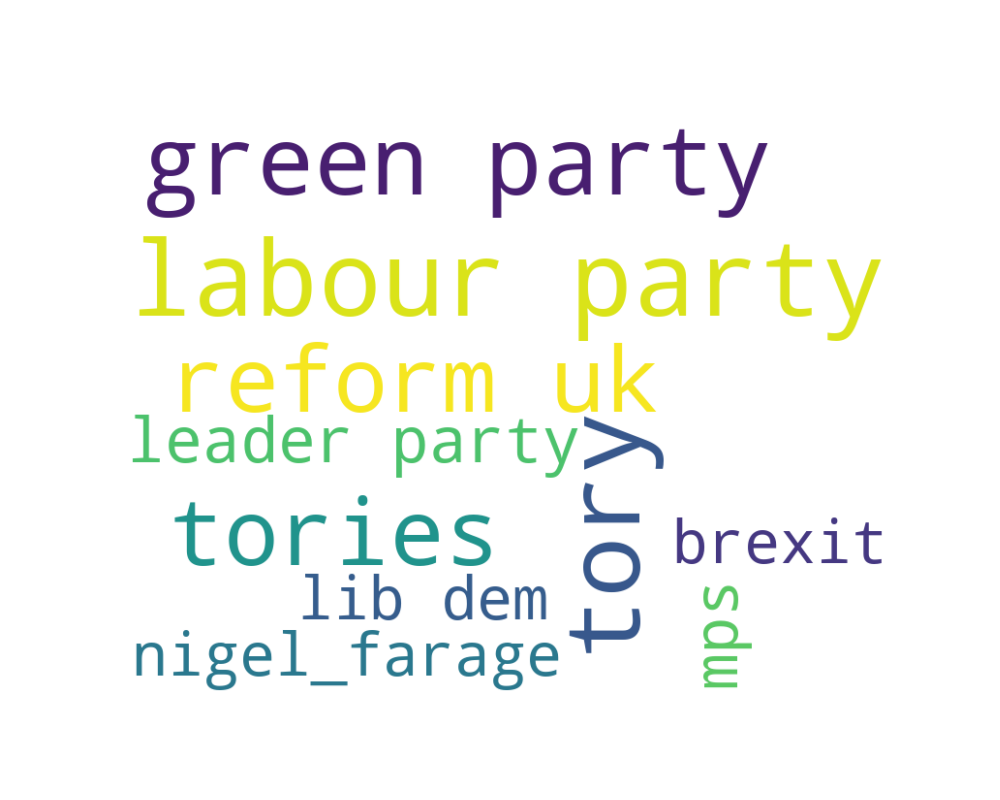 green party
labour party
reform uk
leader party
tory
tories
brexit
lib dem
mps
nigel_farage